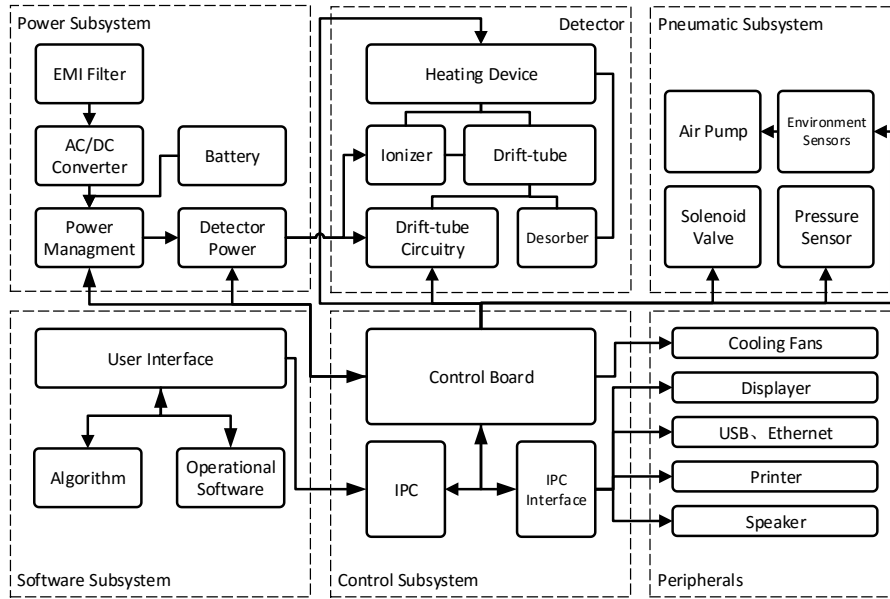 Power Subsystem
EMI Filter
AC/DC
Converter
Battery
Power
Managment
Detector
Power
Detector
Heating Device
Ionizer
Drift-tube
Drift-tube
Circuitry
Desorber
Pneumatic Subsystem
Air Pump
Environment
Sensors
Solenoid
Valve
Pressure
Sensor
User Interface
Algorithm
Operational
Software
Software Subsystem
Control Board
IPC
IPC
Interface
Control Subsystem
Cooling Fans
Displayer
USB、Ethernet
Printer
Speaker
Peripherals